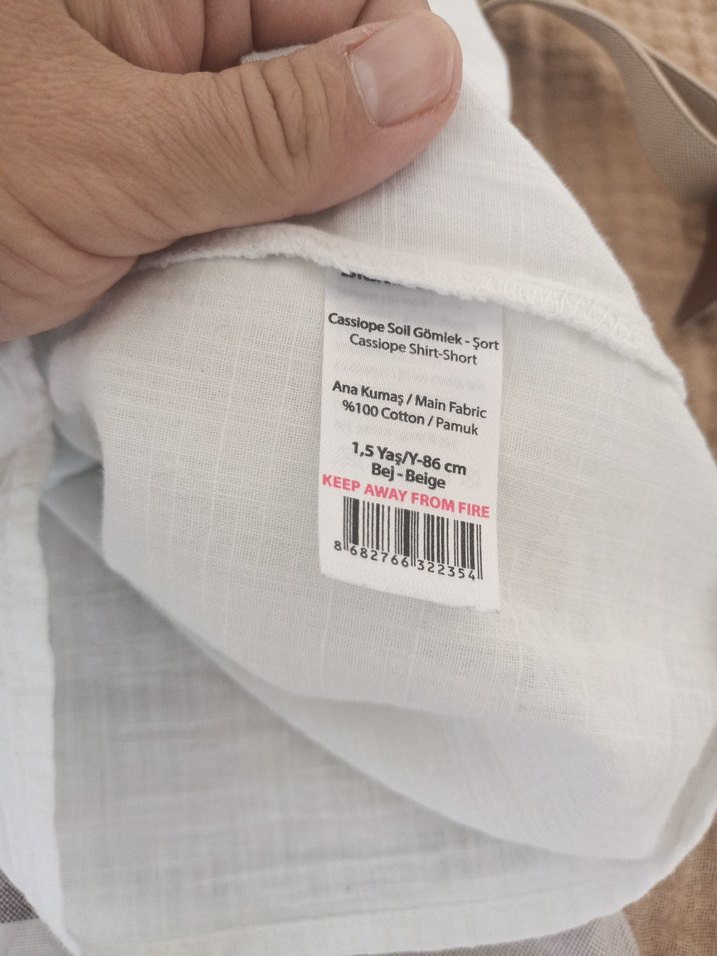 Cassiope Soil Gömlek - Şort
Cassiope Shirt-Short
Ana Kumaş / Main Fabric
%100 Cotton / Pamuk
1,5 Yaş/Y-86 cm
Bej - Beige
KEEP AWAY FROM FIRE
8 682766 322354